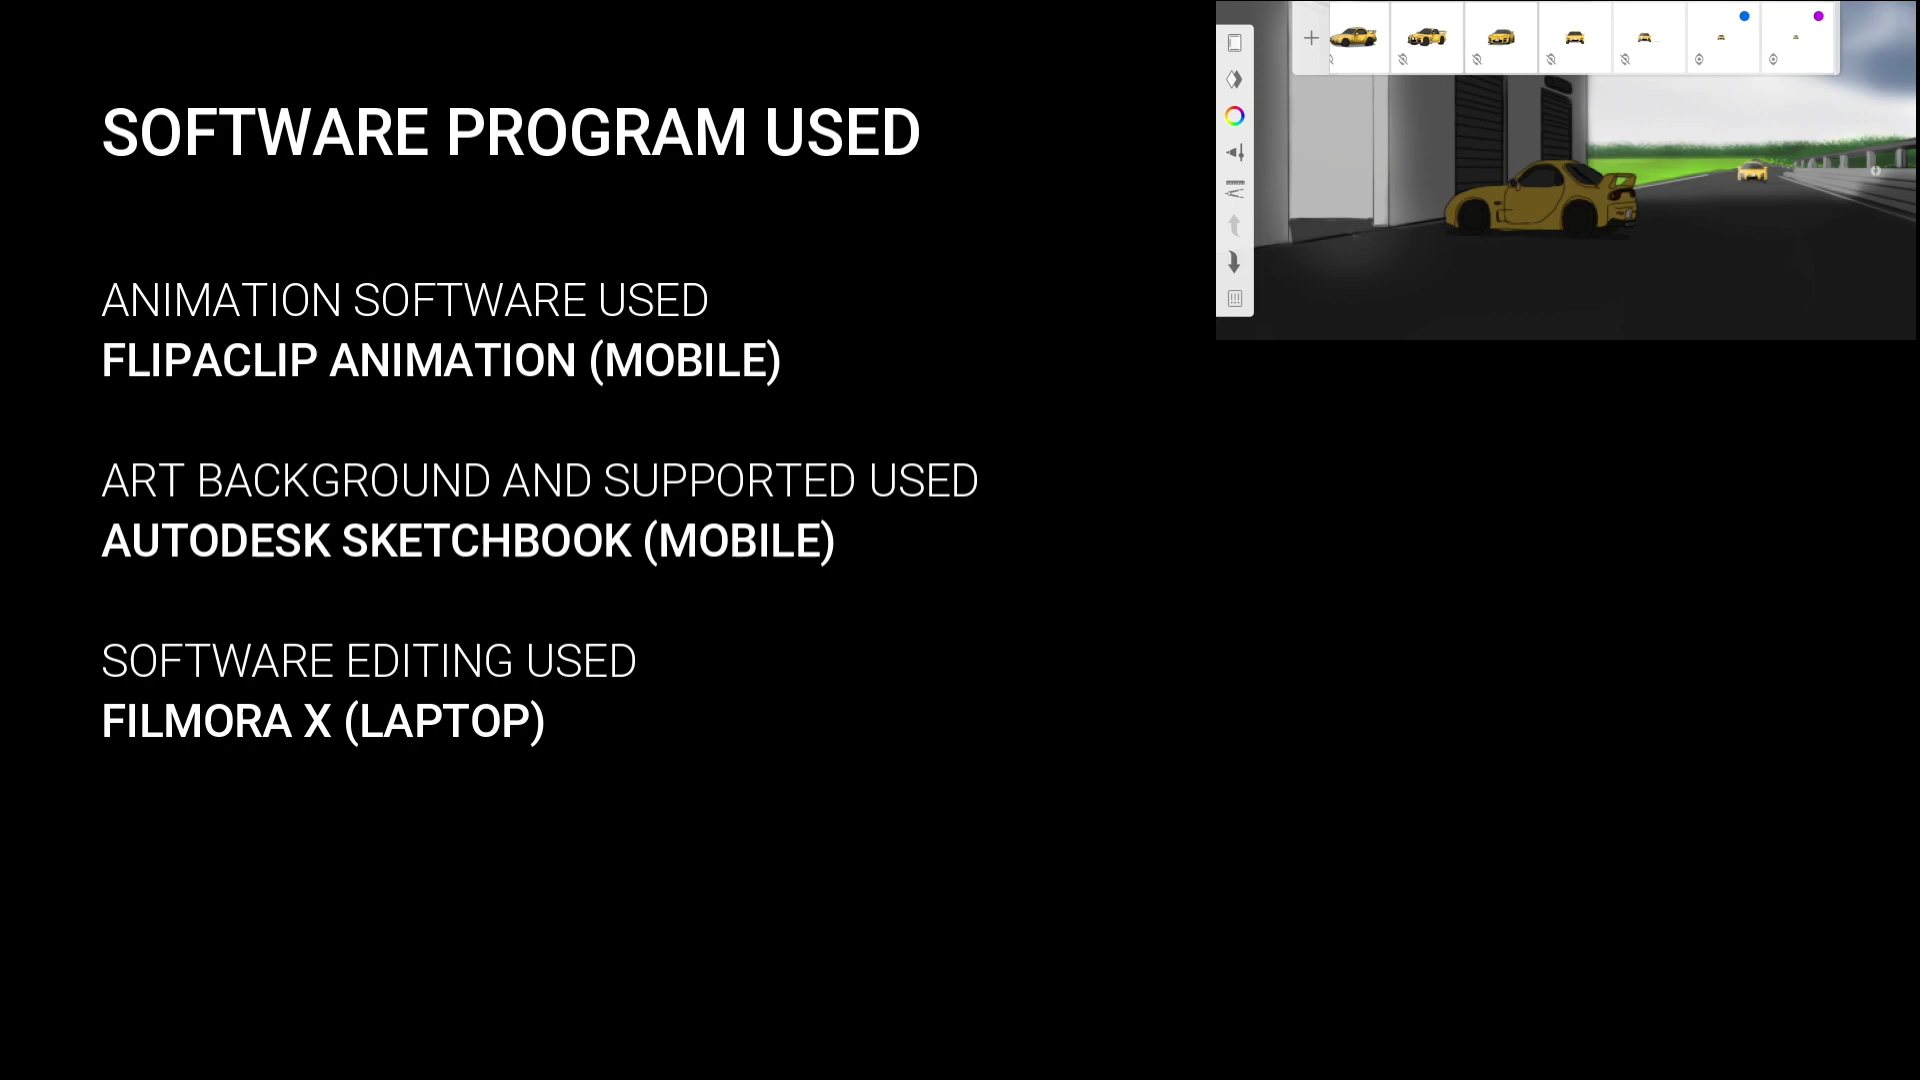 SOFTWARE PROGRAM USED
ANIMATION SOFTWARE USED
FLIPACLIP ANIMATION (MOBILE)
ART BACKGROUND AND SUPPORTED USED
AUTODESK SKETCHBOOK (MOBILE)
SOFTWARE EDITING USED
FILMORA X (LAPTOP)